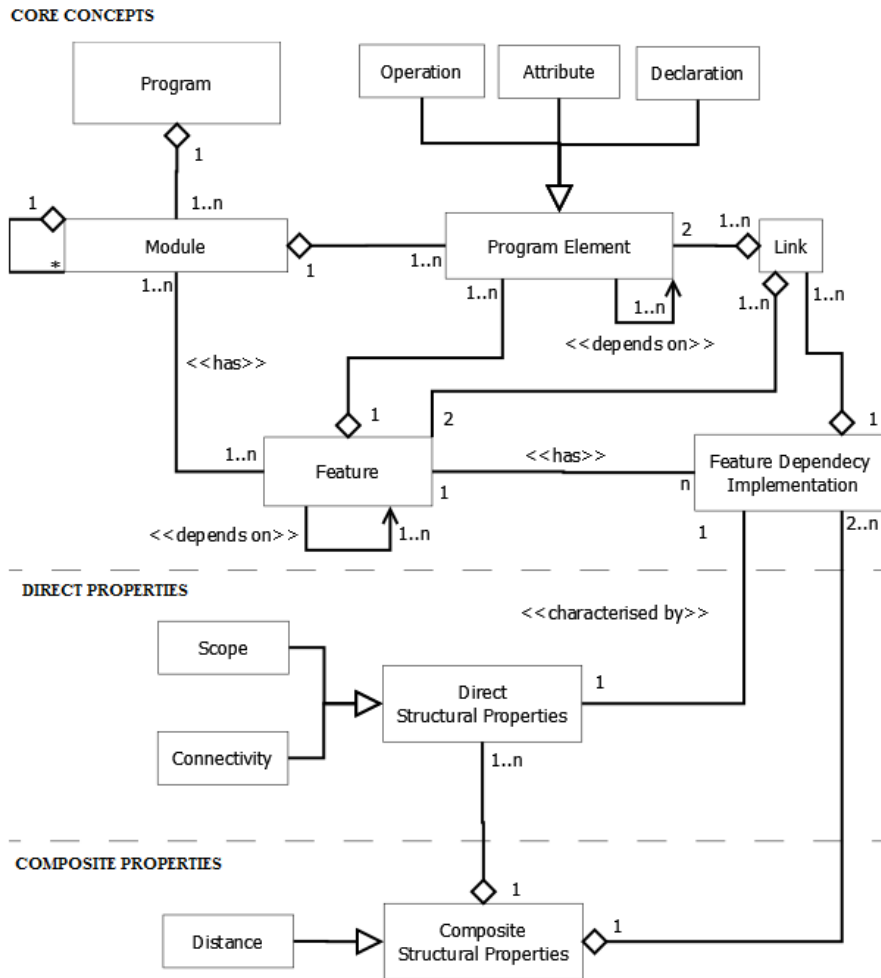 CORE CONCEPTS
Program
Operation
Attribute
Declaration
1
1..n
1
Module
*
1
1..n
Program Element
2
1..n
Link
1..n
1..n
1..n
1..n
1..n
<<depends on>>
<<has>>
1
2
1
1..n
Feature
1
<<has>>
n
Feature Dependecy
Implementation
<<depends on>>
1..n
1
2..n
DIRECT PROPERTIES
<<characterised by>>
Scope
Direct
Structural Properties
1
Connectivity
1..n
COMPOSITE PROPERTIES
1
Distance
Composite
Structural Properties
1